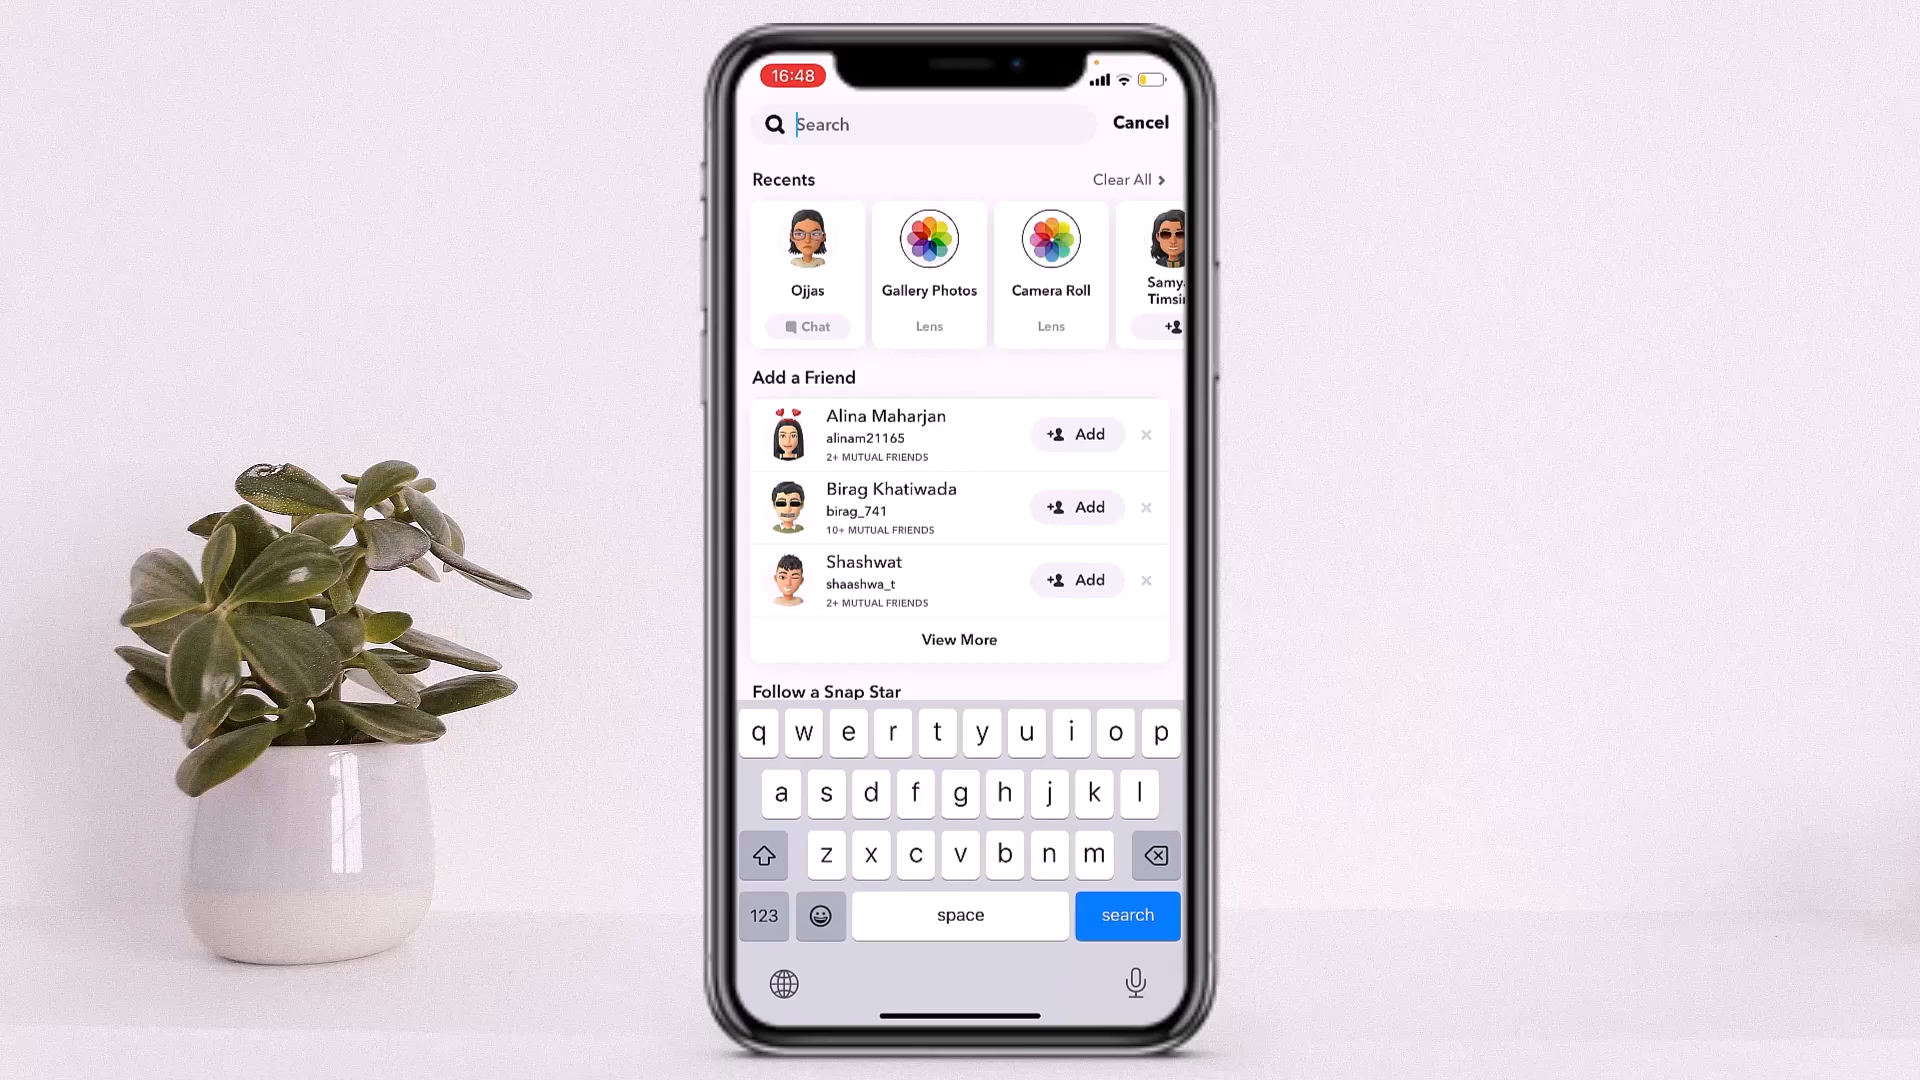 16:48
Search
Cancel
Recents
Clear All
Ojjas
Gallery Photos
Camera Roll
Chat
Lens
Lens
Add a Friend
Alina Maharjan
alinam21165
2+ MUTUAL FRIENDS
Add
Birag Khatiwada
birag_741
10+ MUTUAL FRIENDS
Add
Shashwat
shaashwa_t
2+ MUTUAL FRIENDS
Add
View More
Follow a Snap Star
q w e r t y u i o p
a s d f g h j k l
z x c v b n m
123 space search